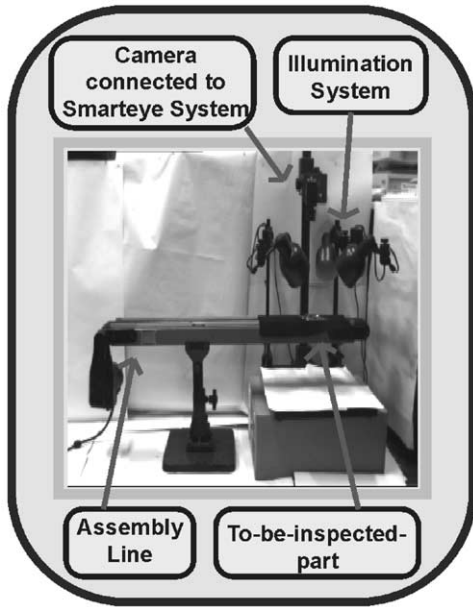 Camera
connected to
Smarteye System
Illumination
System
Assembly
Line
To-be-inspected-
part